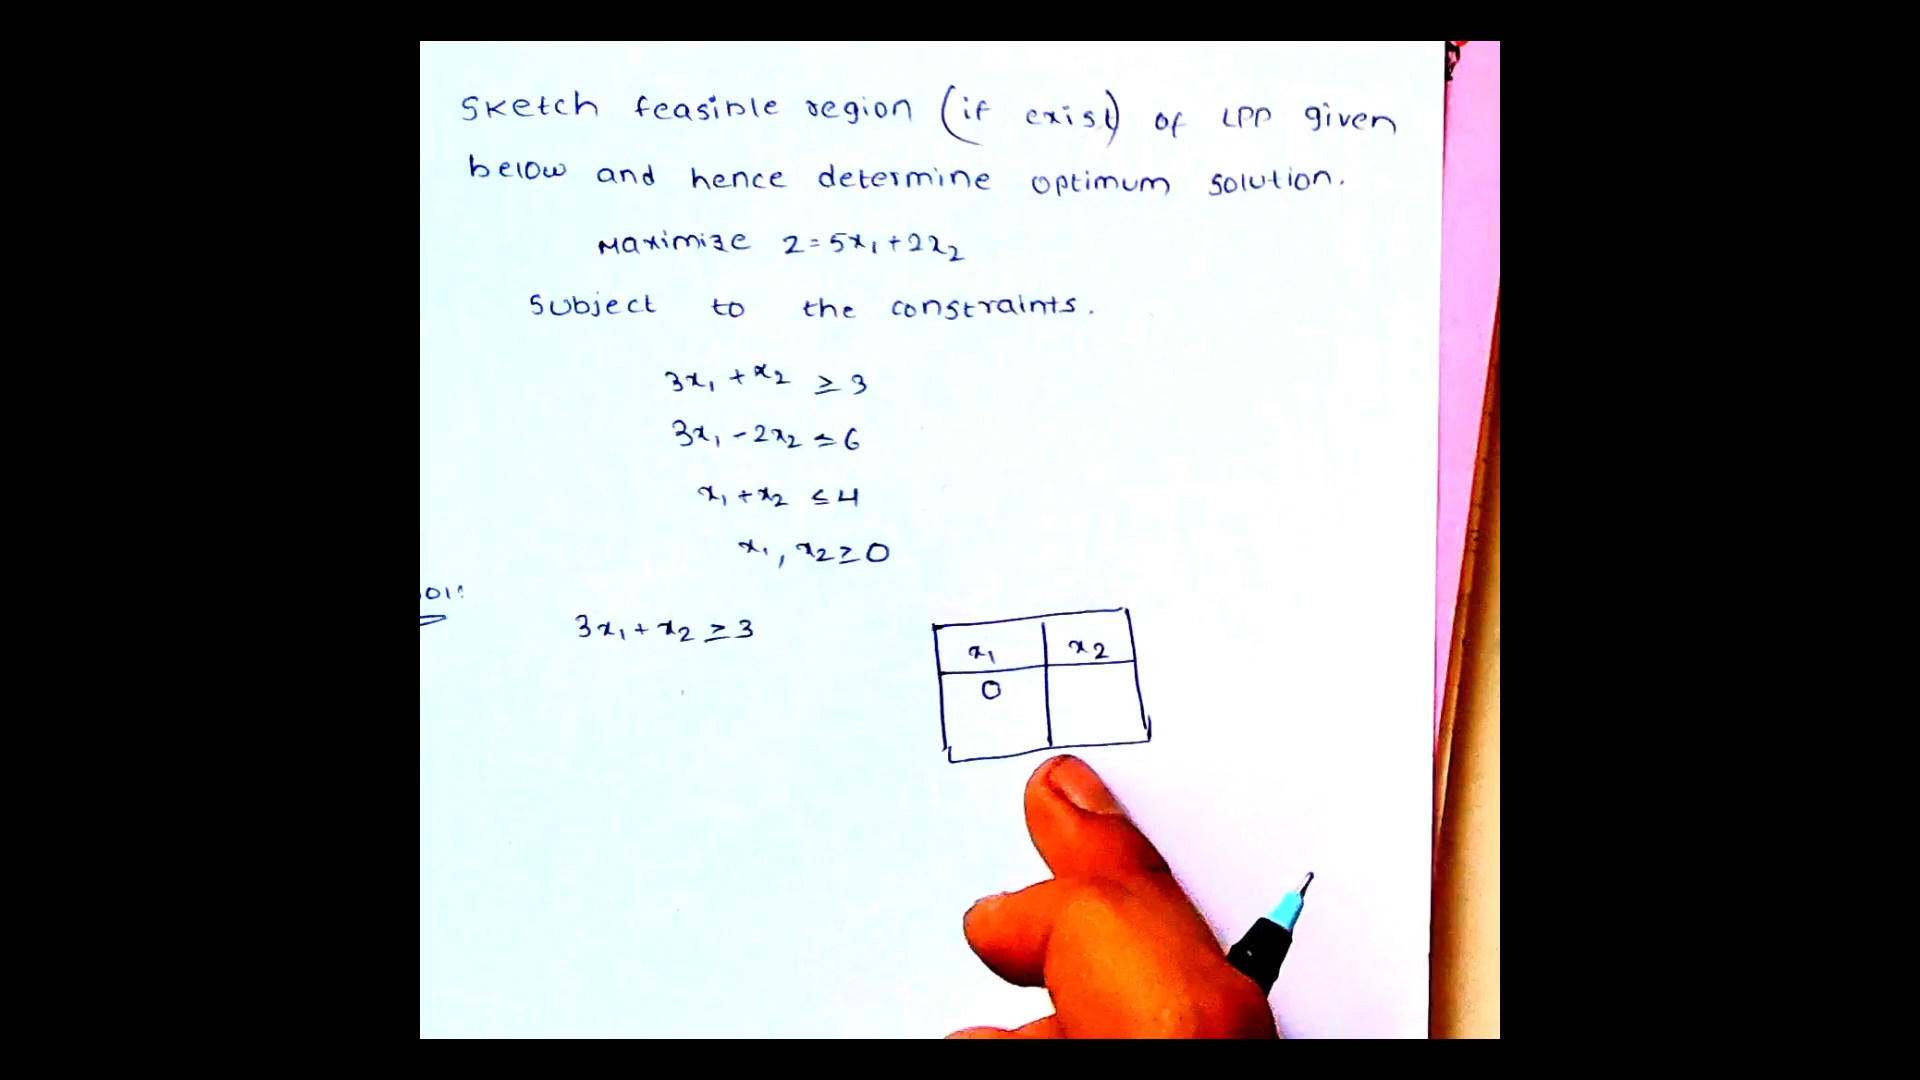 Sketch feasible region (if exist) of LPP given
below and hence determine optimum solution.
Maximize Z = 5x₁ + 2x₂
Subject to the constraints.
3x₁ + x₂ ≥ 3
3x₁ - 2x₂ ≤ 6
x₁ + x₂ ≤ 4
x₁, x₂ ≥ 0
ol:
3x₁ + x₂ ≥ 3
x₁ x₂
0